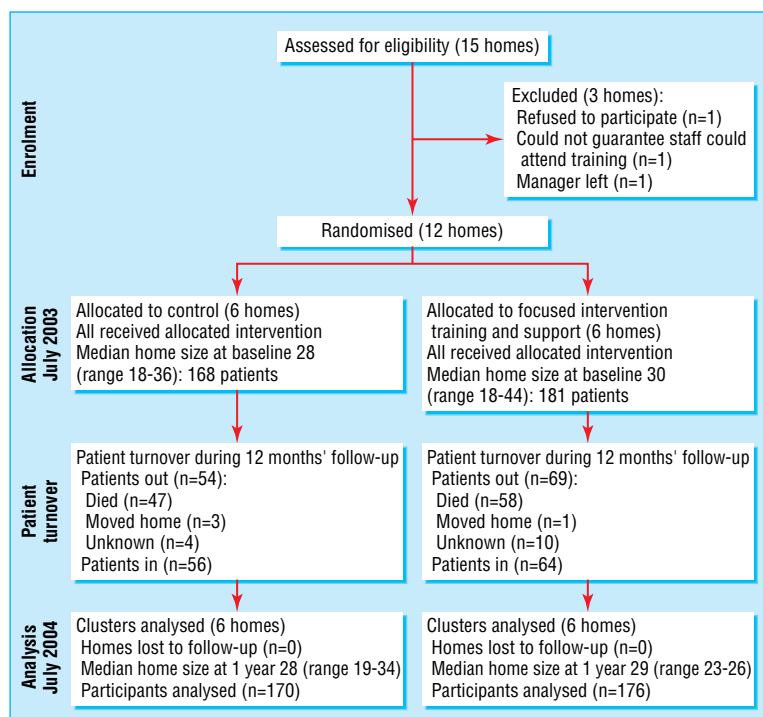 Assessed for eligibility (15 homes)
Enrolment
Excluded (3 homes):
Refused to participate (n=1)
Could not guarantee staff could
attend training (n=1)
Manager left (n=1)
Randomised (12 homes)
Allocation
July 2003
Allocated to control (6 homes)
All received allocated intervention
Median home size at baseline 28
(range 18-36): 168 patients
Allocated to focused intervention
training and support (6 homes)
All received allocated intervention
Median home size at baseline 30
(range 18-44): 181 patients
Patient
turnover
Patient turnover during 12 months' follow-up
Patients out (n=54):
Died (n=47)
Moved home (n=3)
Unknown (n=4)
Patients in (n=56)
Patient turnover during 12 months' follow-up
Patients out (n=69):
Died (n=58)
Moved home (n=1)
Unknown (n=10)
Patients in (n=64)
Analysis
July 2004
Clusters analysed (6 homes)
Homes lost to follow-up (n=0)
Median home size at 1 year 28 (range 19-34)
Participants analysed (n=170)
Clusters analysed (6 homes)
Homes lost to follow-up (n=0)
Median home size at 1 year 29 (range 23-26)
Participants analysed (n=176)